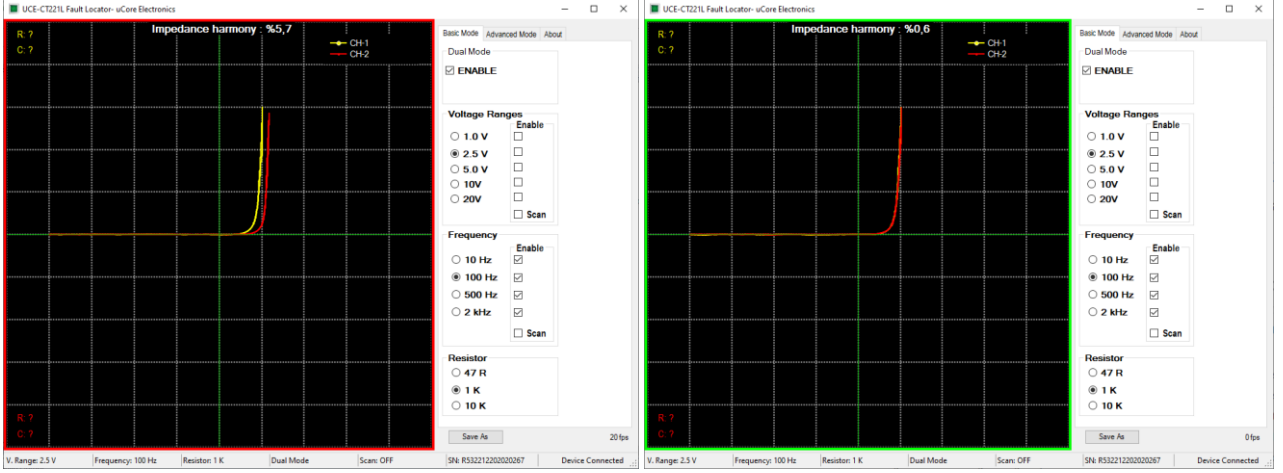 UCE-CT221L Fault Locator- uCore Electronics
R: ?
C: ?
Impedance harmony : %5,7
CH-1
CH-2
R: ?
C: ?
Basic Mode Advanced Mode About
Dual Mode
ENABLE
Voltage Ranges
Enable
1.0 V
2.5 V
5.0 V
10V
20V
Scan
Frequency
Enable
10 Hz
100 Hz
500 Hz
2 kHz
Scan
Resistor
47 R
1 K
10 K
Save As
20 fps
V. Range: 2.5 V Frequency: 100 Hz Resistor: 1 K Dual Mode Scan: OFF SN: R532212202020267 Device Connected
UCE-CT221L Fault Locator- uCore Electronics
R: ?
C: ?
Impedance harmony : %0,6
CH-1
CH-2
R: ?
C: ?
Basic Mode Advanced Mode About
Dual Mode
ENABLE
Voltage Ranges
Enable
1.0 V
2.5 V
5.0 V
10V
20V
Scan
Frequency
Enable
10 Hz
100 Hz
500 Hz
2 kHz
Scan
Resistor
47 R
1 K
10 K
Save As
0 fps
V. Range: 2.5 V Frequency: 100 Hz Resistor: 1 K Dual Mode Scan: OFF SN: R532212202020267 Device Connected